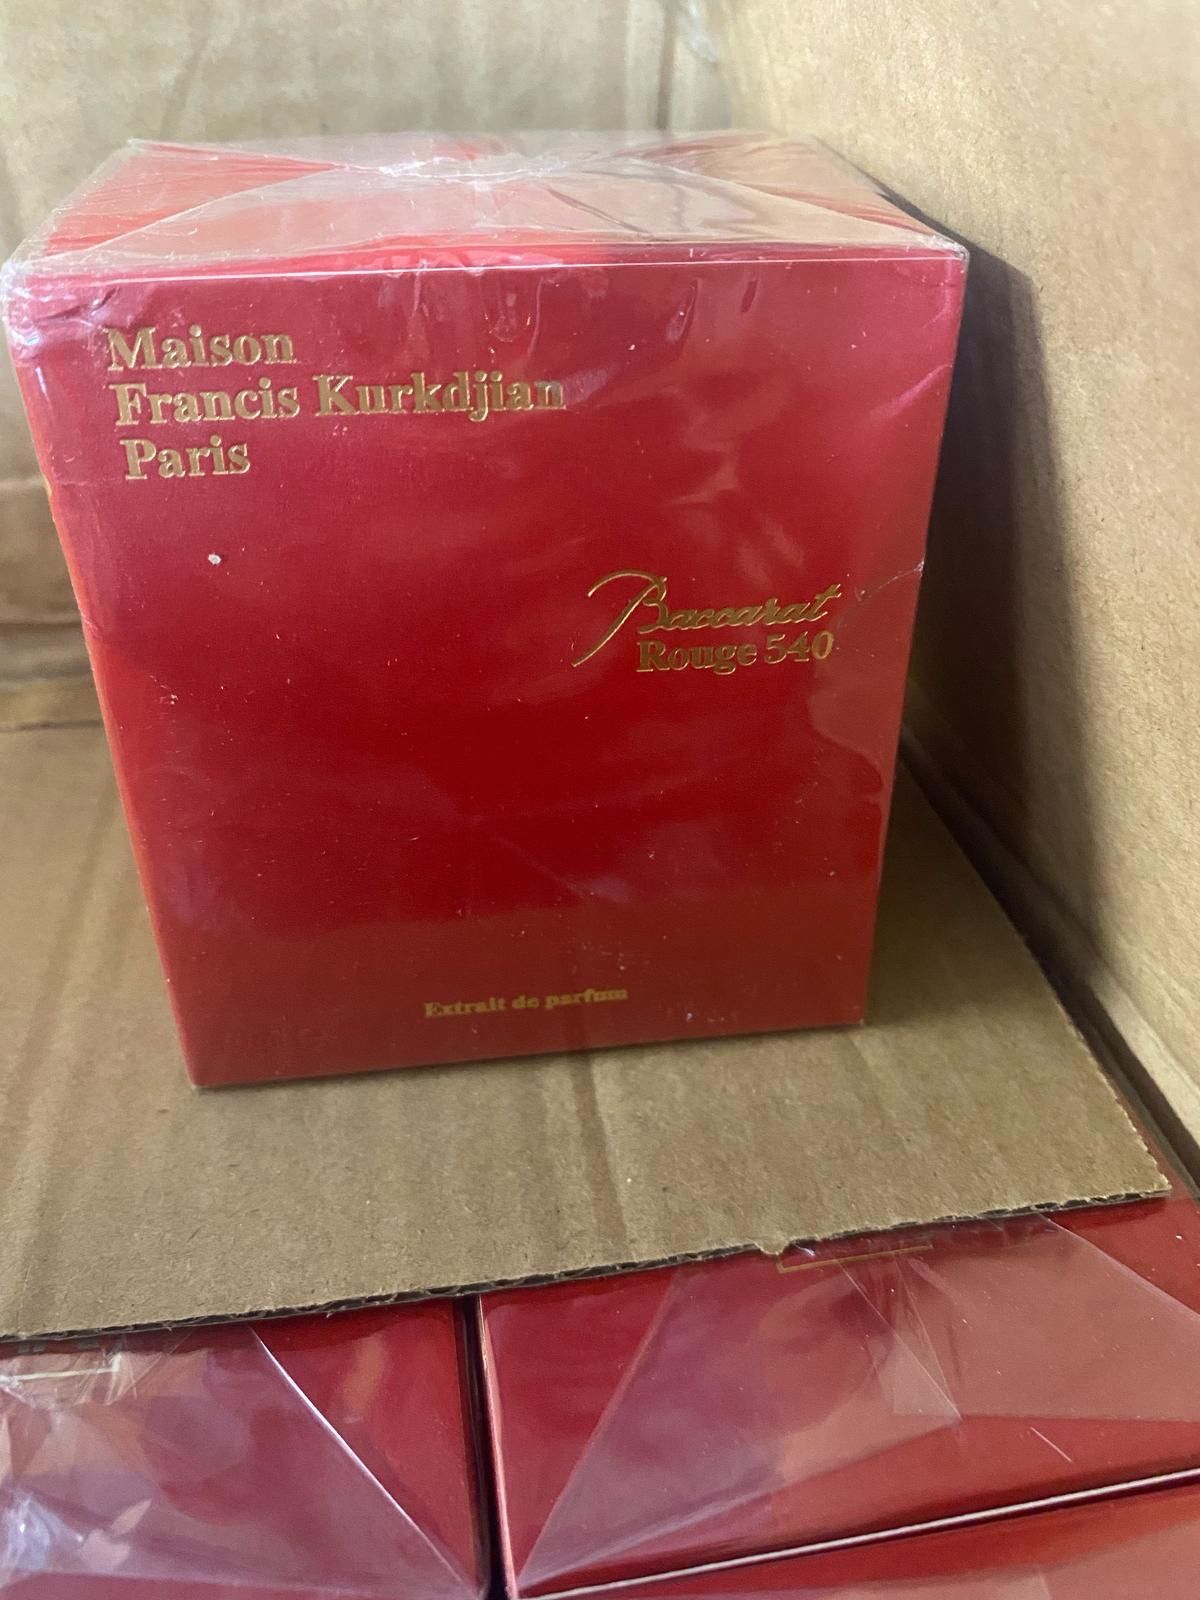 Maison
Francis Kurkdjian
Paris
Baccarat
Rouge 540
Extrait de parfum